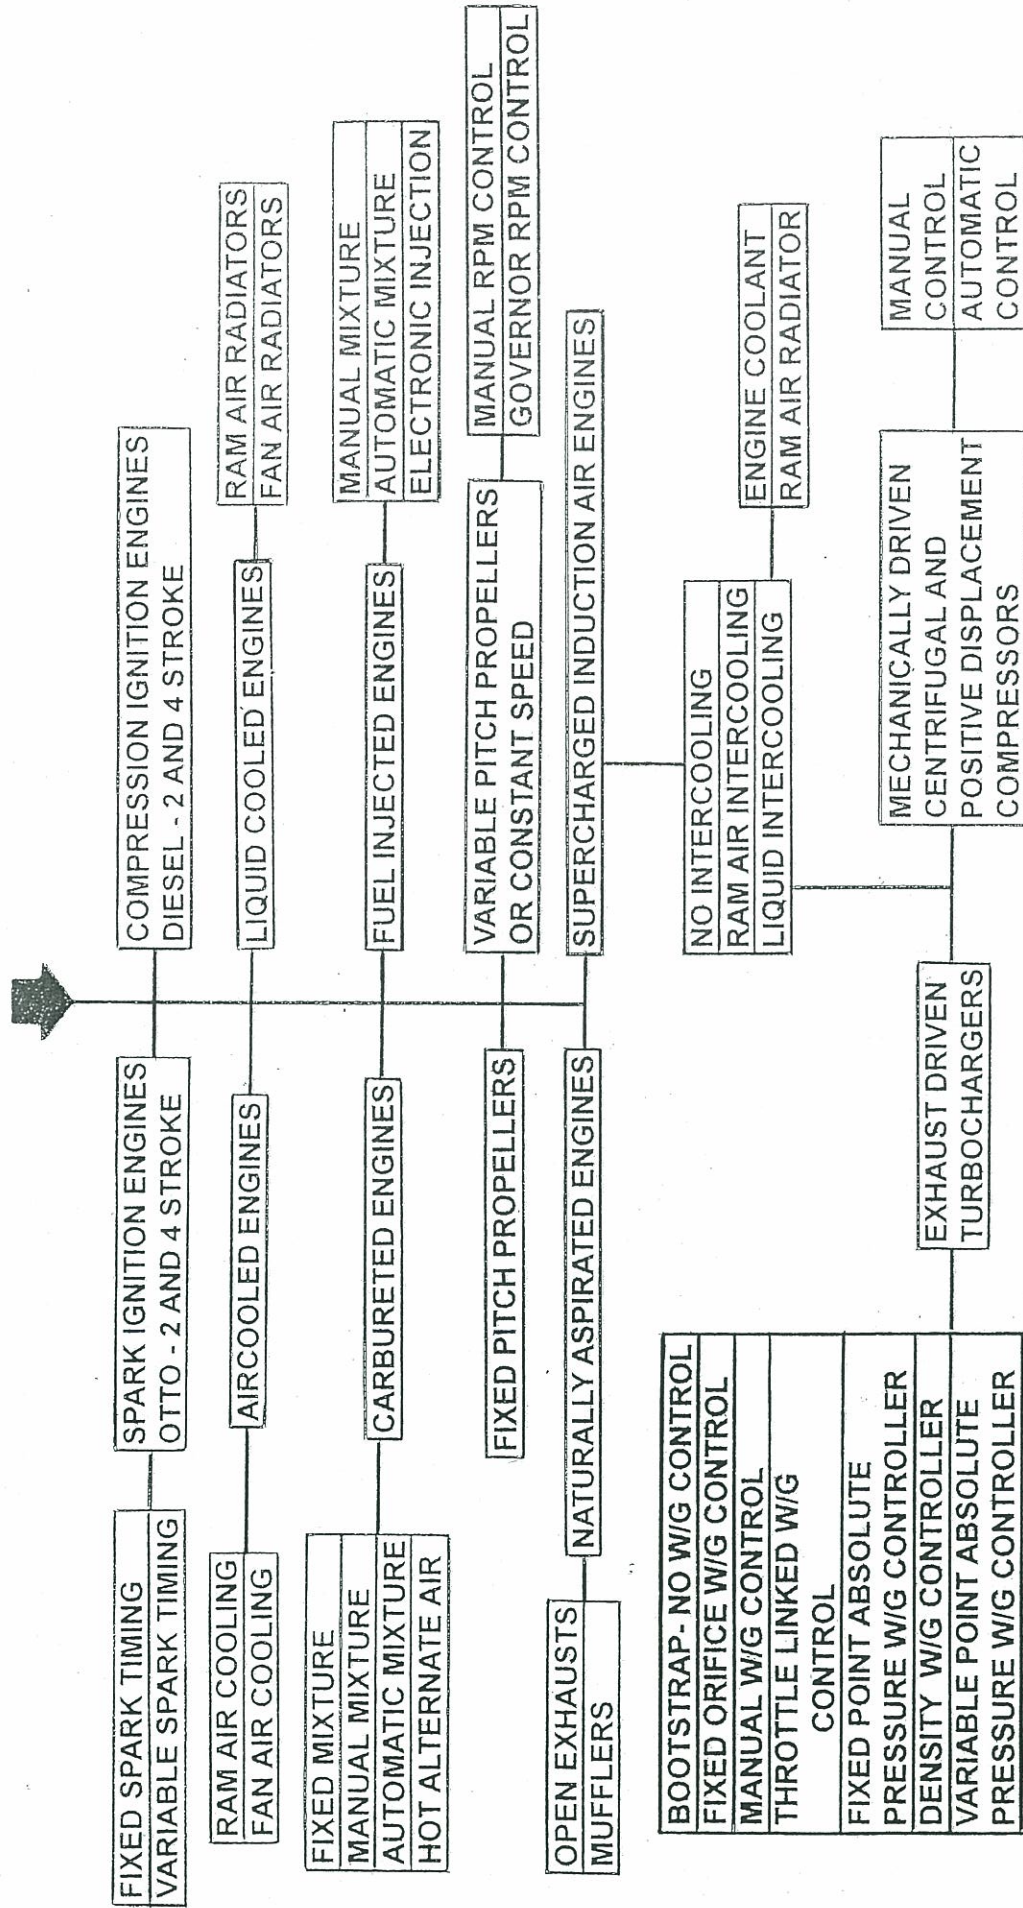 FIXED SPARK TIMING
VARIABLE SPARK TIMING
SPARK IGNITION ENGINES
OTTO - 2 AND 4 STROKE
COMPRESSION IGNITION ENGINES
DIESEL - 2 AND 4 STROKE
RAM AIR COOLING
FAN AIR COOLING
AIRCOOLED ENGINES
LIQUID COOLED ENGINES
RAM AIR RADIATORS
FAN AIR RADIATORS
FIXED MIXTURE
MANUAL MIXTURE
AUTOMATIC MIXTURE
HOT ALTERNATE AIR
CARBURETED ENGINES
FUEL INJECTED ENGINES
MANUAL MIXTURE
AUTOMATIC MIXTURE
ELECTRONIC INJECTION
FIXED PITCH PROPELLERS
VARIABLE PITCH PROPELLERS
OR CONSTANT SPEED
MANUAL RPM CONTROL
GOVERNOR RPM CONTROL
OPEN EXHAUSTS
MUFFLERS
NATURALLY ASPIRATED ENGINES
SUPERCHARGED INDUCTION AIR ENGINES
NO INTERCOOLING
RAM AIR INTERCOOLING
LIQUID INTERCOOLING
ENGINE COOLANT
RAM AIR RADIATOR
BOOTSTRAP- NO W/G CONTROL
FIXED ORIFICE W/G CONTROL
MANUAL W/G CONTROL
THROTTLE LINKED W/G
CONTROL
FIXED POINT ABSOLUTE
PRESSURE W/G CONTROLLER
DENSITY W/G CONTROLLER
VARIABLE POINT ABSOLUTE
PRESSURE W/G CONTROLLER
EXHAUST DRIVEN
TURBOCHARGERS
MECHANICALLY DRIVEN
CENTRIFUGAL AND
POSITIVE DISPLACEMENT
COMPRESSORS
MANUAL
CONTROL
AUTOMATIC
CONTROL